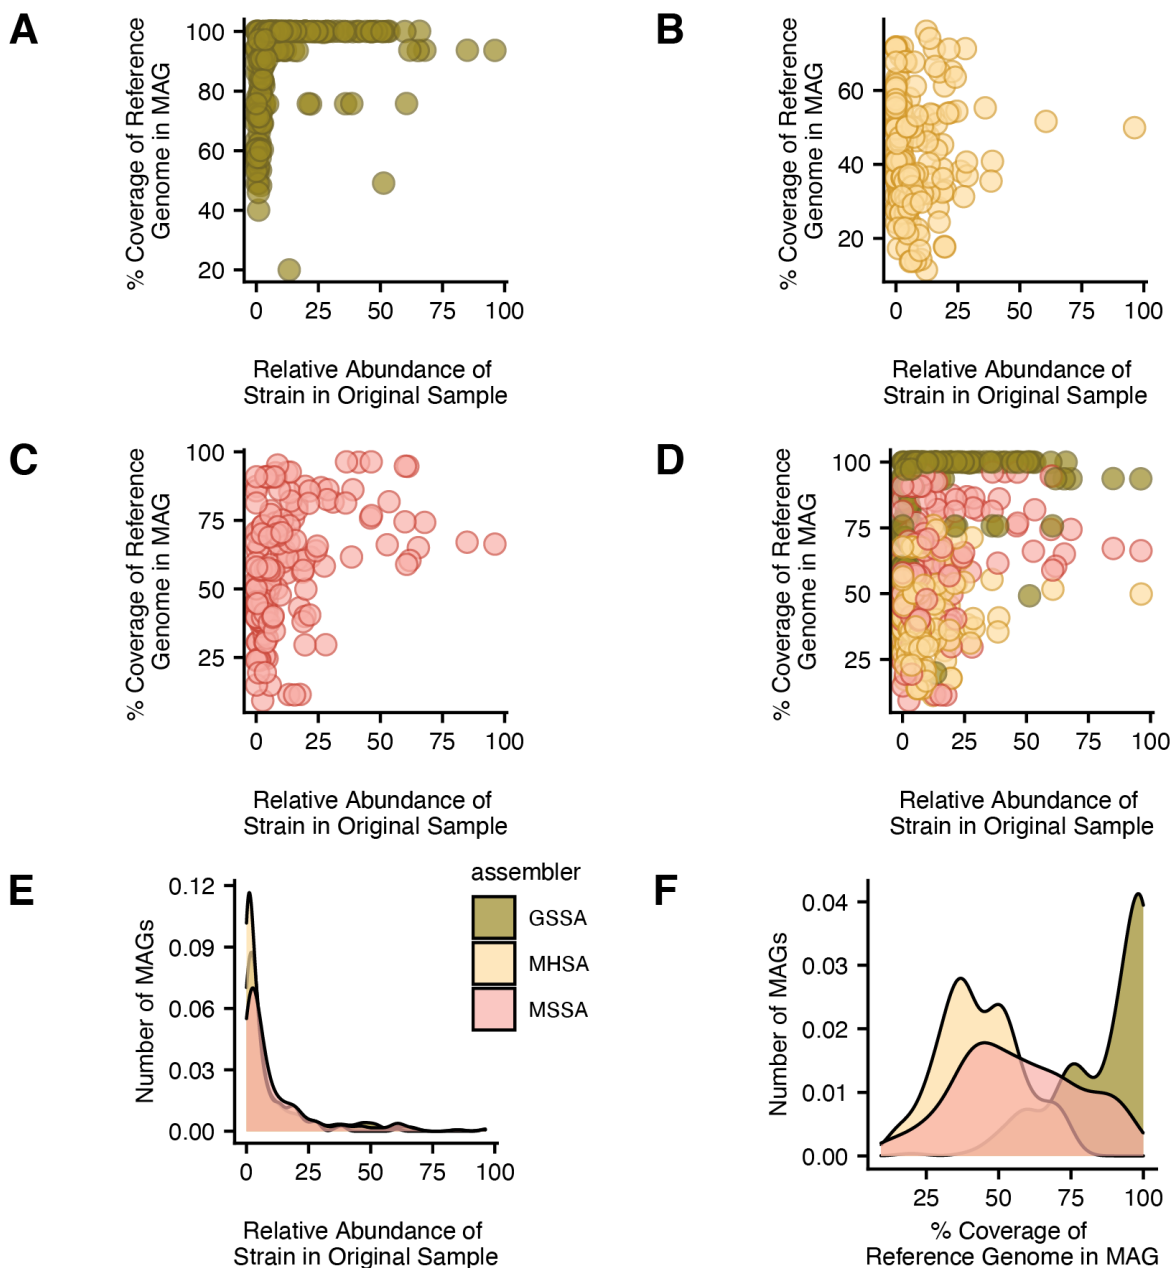 A
% Coverage of Reference
Genome in MAG
100
80
60
40
20
0
25
50
75
100
Relative Abundance of
Strain in Original Sample
B
% Coverage of Reference
Genome in MAG
60
40
20
0
25
50
75
100
Relative Abundance of
Strain in Original Sample
C
% Coverage of Reference
Genome in MAG
100
75
50
25
0
25
50
75
100
Relative Abundance of
Strain in Original Sample
D
% Coverage of Reference
Genome in MAG
100
75
50
25
0
25
50
75
100
Relative Abundance of
Strain in Original Sample
E
Number of MAGs
0.12
0.09
0.06
0.03
0.00
0
25
50
75
100
Relative Abundance of
Strain in Original Sample
assembler
GSSA
MHSA
MSSA
F
Number of MAGs
0.04
0.03
0.02
0.01
0.00
25
50
75
100
% Coverage of
Reference Genome in MAG